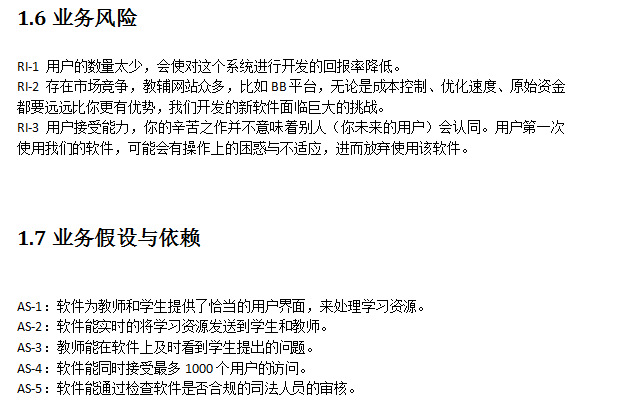 1.6 业务风险
RI-1 用户的数量太少，会使对这个系统进行开发的回报率降低。
RI-2 存在市场竞争，教辅网站众多，比如 BB 平台，无论是成本控制、优化速度、原始资金
都要远远比你更有优势，我们开发的新软件面临巨大的挑战。
RI-3 用户接受能力，你的辛苦之作并不意味着别人（你未来的用户）会认同。用户第一次
使用我们的软件，可能会有操作上的困惑与不适应，进而放弃使用该软件。
1.7 业务假设与依赖
AS-1：软件为教师和学生提供了恰当的用户界面，来处理学习资源。
AS-2：软件能实时的将学习资源发送到学生和教师。
AS-3：教师能在软件上及时看到学生提出的问题。
AS-4：软件能同时接受最多 1000 个用户的访问。
AS-5：软件能通过检查软件是否合规的司法人员的审核。